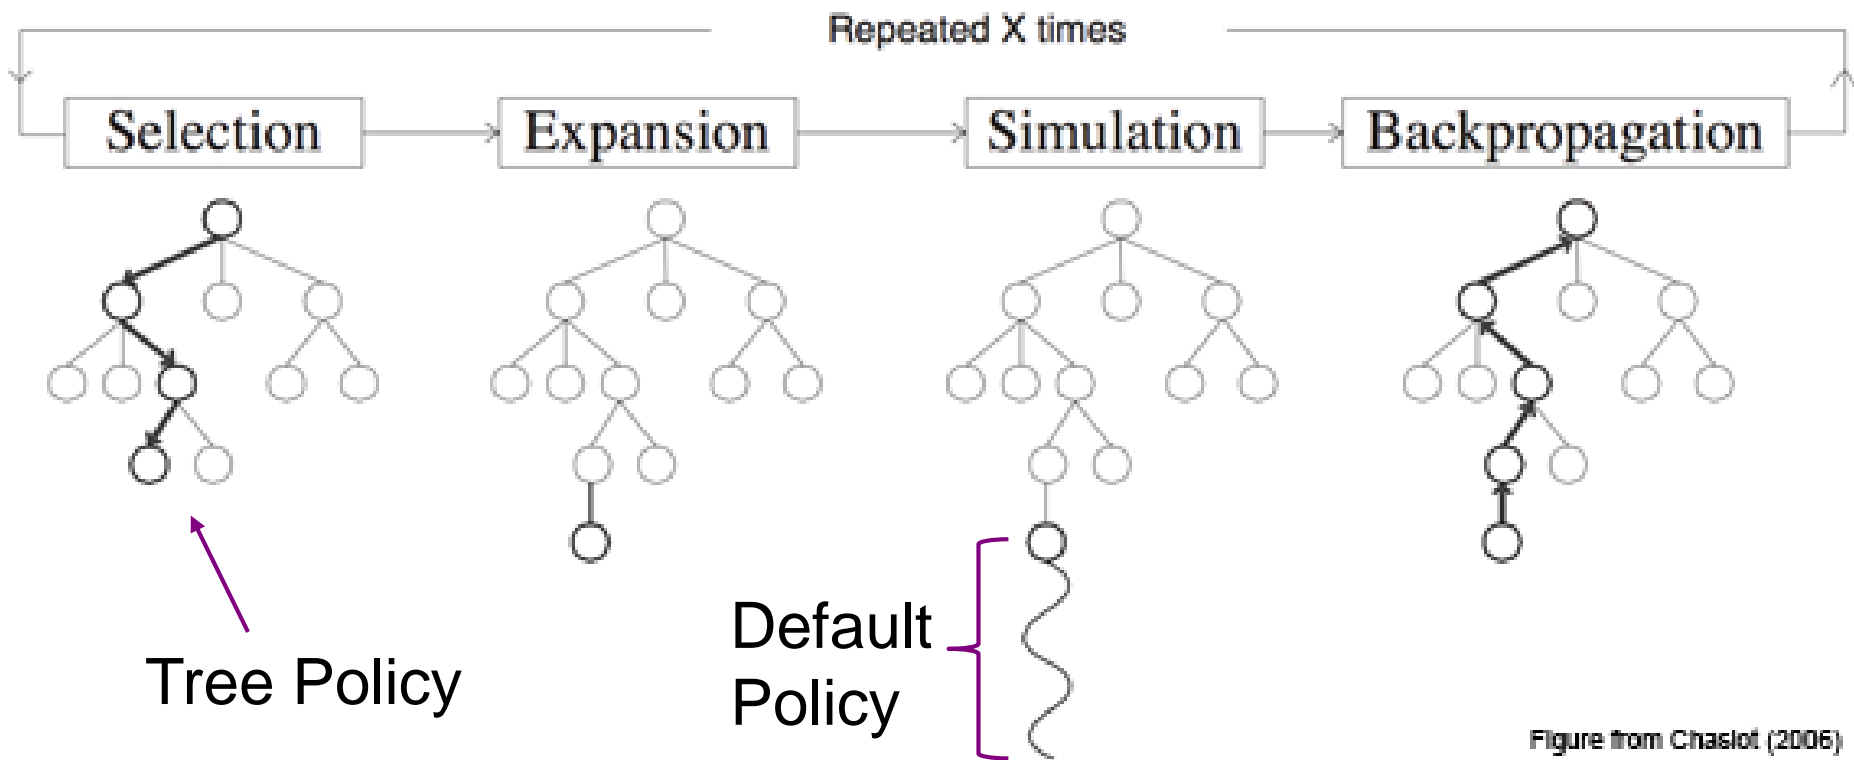 Repeated X times
Selection
Expansion
Simulation
Backpropagation
Tree Policy
Default
Policy
Figure from Chaslot (2006)